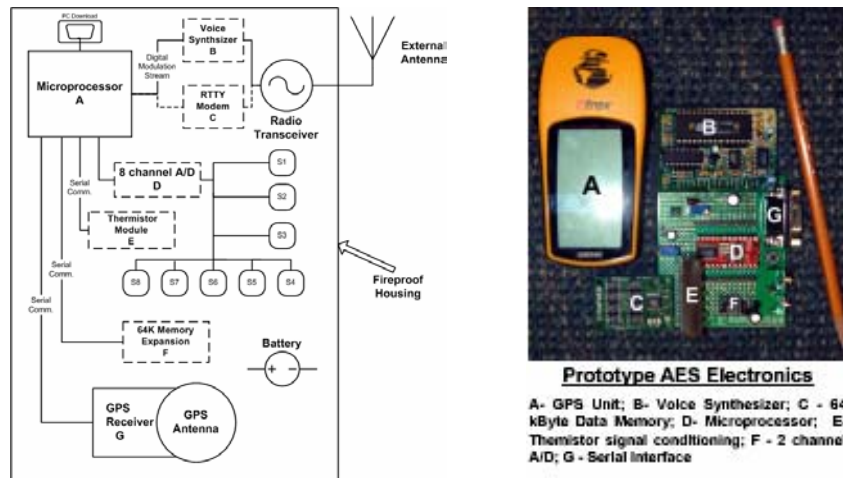 PC Download
Voice
Synthsizer
B
Digital
Modulation
Stream
External
Antenna
Microprocessor
A
RTTY
Modem
C
Radio
Transceiver
8 channel A/D
D
S1
Serial
Comm.
S2
Thermistor
Module
E
S3
Fireproof
Housing
Serial
Comm.
S8 S7 S6 S5 S4
Serial
Comm.
64K Memory
Expansion
F
Battery
+ −
GPS
Receiver
G
GPS
Antenna
A
B
G
D
C
E
F
Prototype AES Electronics
A- GPS Unit; B- Voice Synthesizer; C - 64
kByte Data Memory; D- Microprocessor; E-
Themistor signal conditioning; F - 2 channel
A/D; G - Serial Interface